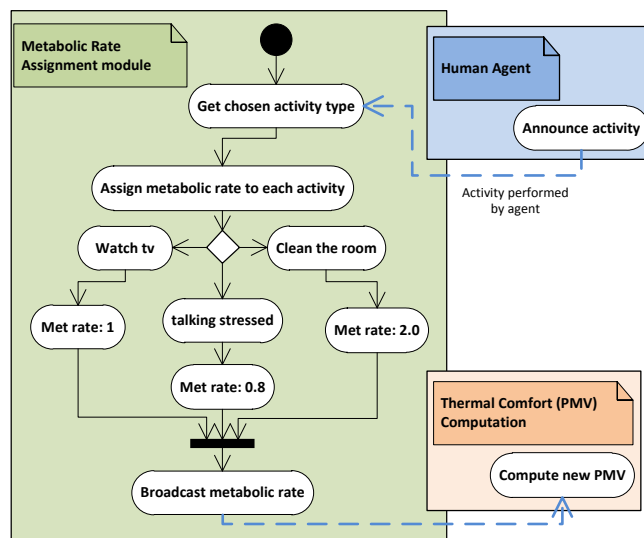 Metabolic Rate
Assignment module
Human Agent
Get chosen activity type
Announce activity
Assign metabolic rate to each activity
Activity performed
by agent
Watch tv
Clean the room
Met rate: 1
talking stressed
Met rate: 2.0
Met rate: 0.8
Thermal Comfort (PMV)
Computation
Compute new PMV
Broadcast metabolic rate